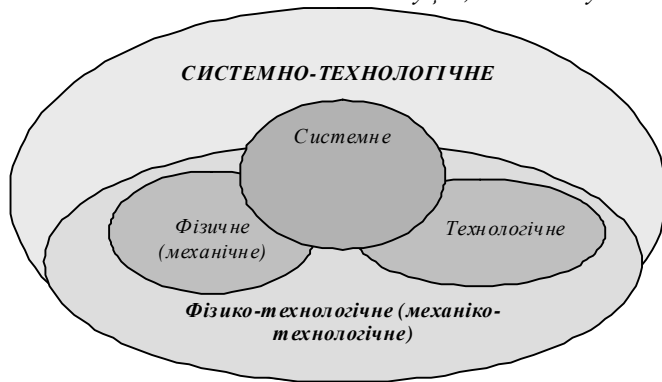 СИСТЕМНО-ТЕХНОЛОГІЧНЕ
Системне
Фізичне
(механічне)
Технологічне
Фізико-технологічне (механіко-
технологічне)